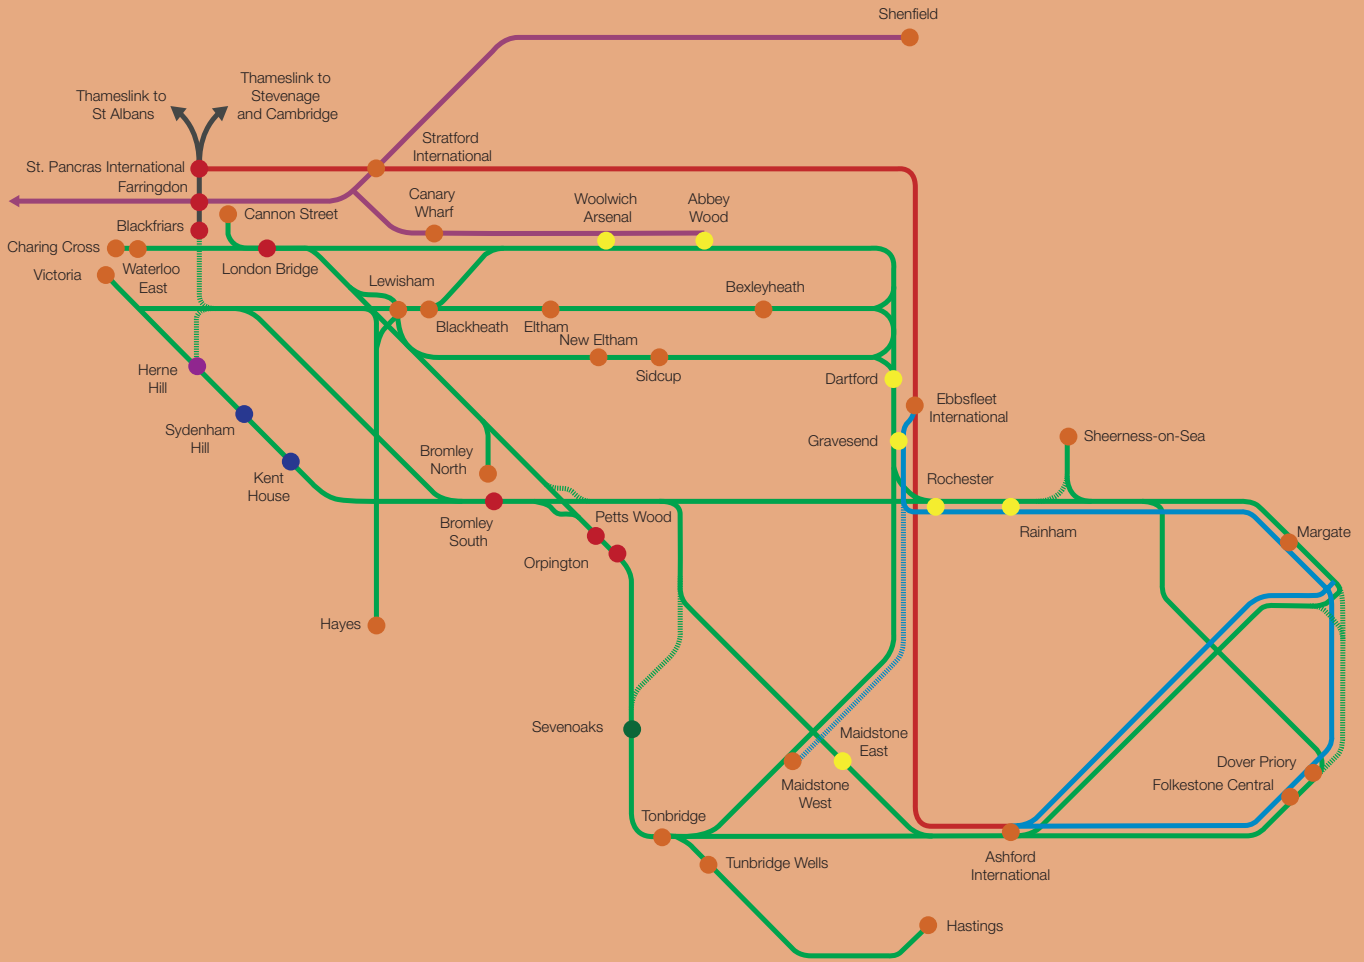 Shenfield
Thameslink to
Stevenage
and Cambridge
Thameslink to
St Albans
Stratford
International
St. Pancras International
Farringdon
Canary
Wharf
Woolwich
Arsenal
Abbey
Wood
Cannon Street
Blackfriars
Charing Cross
London Bridge
Victoria
Waterloo
East
Lewisham
Bexleyheath
Blackheath
Eltham
New Eltham
Sidcup
Herne
Hill
Dartford
Ebbsfleet
International
Sydenham
Hill
Gravesend
Sheerness-on-Sea
Bromley
North
Kent
House
Rochester
Petts Wood
Bromley
South
Rainham
Margate
Orpington
Hayes
Sevenoaks
Maidstone
East
Dover Priory
Folkestone Central
Maidstone
West
Tonbridge
Tunbridge Wells
Ashford
International
Hastings